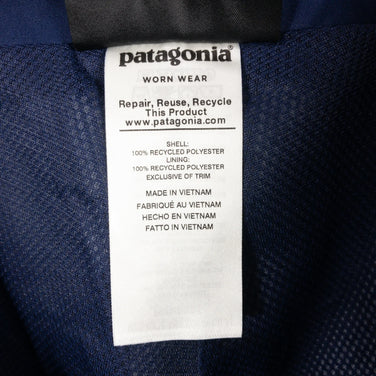 patagonia®
WORN WEAR
Repair, Reuse, Recycle
This Product
www.patagonia.com
SHELL:
100% RECYCLED POLYESTER
LINING:
100% RECYCLED POLYESTER
EXCLUSIVE OF TRIM
MADE IN VIETNAM
FABRIQUÉ AU VIETNAM
HECHO EN VIETNAM
FATTO IN VIETNAM